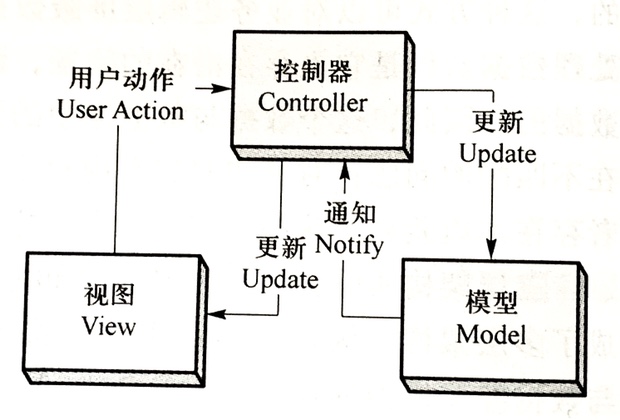 用户动作
User Action
控制器
Controller
更新
Update
通知
Notify
更新
Update
视图
View
模型
Model